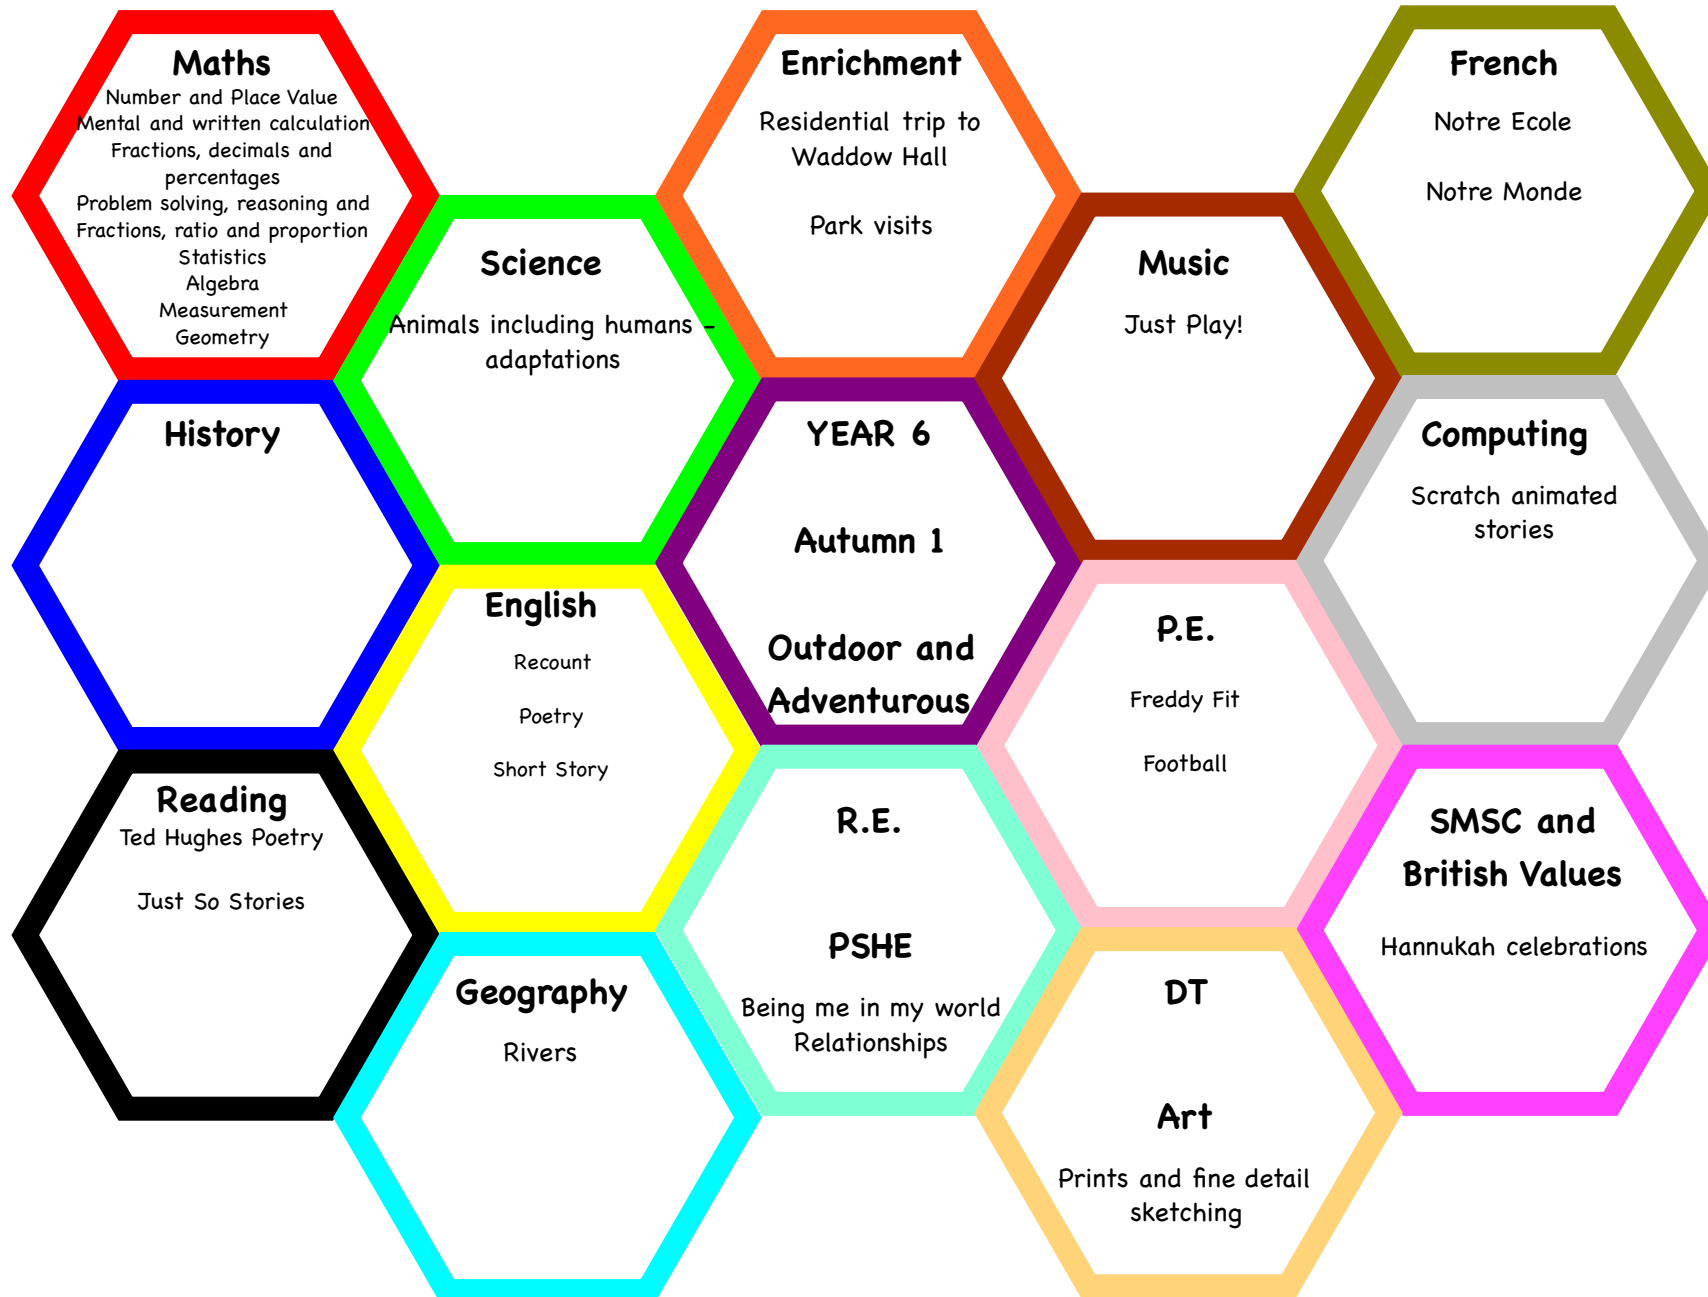 Maths
Number and Place Value
Mental and written calculation
Fractions, decimals and
percentages
Problem solving, reasoning and
Fractions, ratio and proportion
Statistics
Algebra
Measurement
Geometry
Enrichment
Residential trip to
Waddow Hall
Park visits
French
Notre Ecole
Notre Monde
Science
Animals including humans –
adaptations
Music
Just Play!
History
YEAR 6
Autumn 1
Outdoor and
Adventurous
Computing
Scratch animated
stories
English
Recount
Poetry
Short Story
P.E.
Freddy Fit
Football
Reading
Ted Hughes Poetry
Just So Stories
R.E.
PSHE
Being me in my world
Relationships
SMSC and
British Values
Hannukah celebrations
Geography
Rivers
DT
Art
Prints and fine detail
sketching